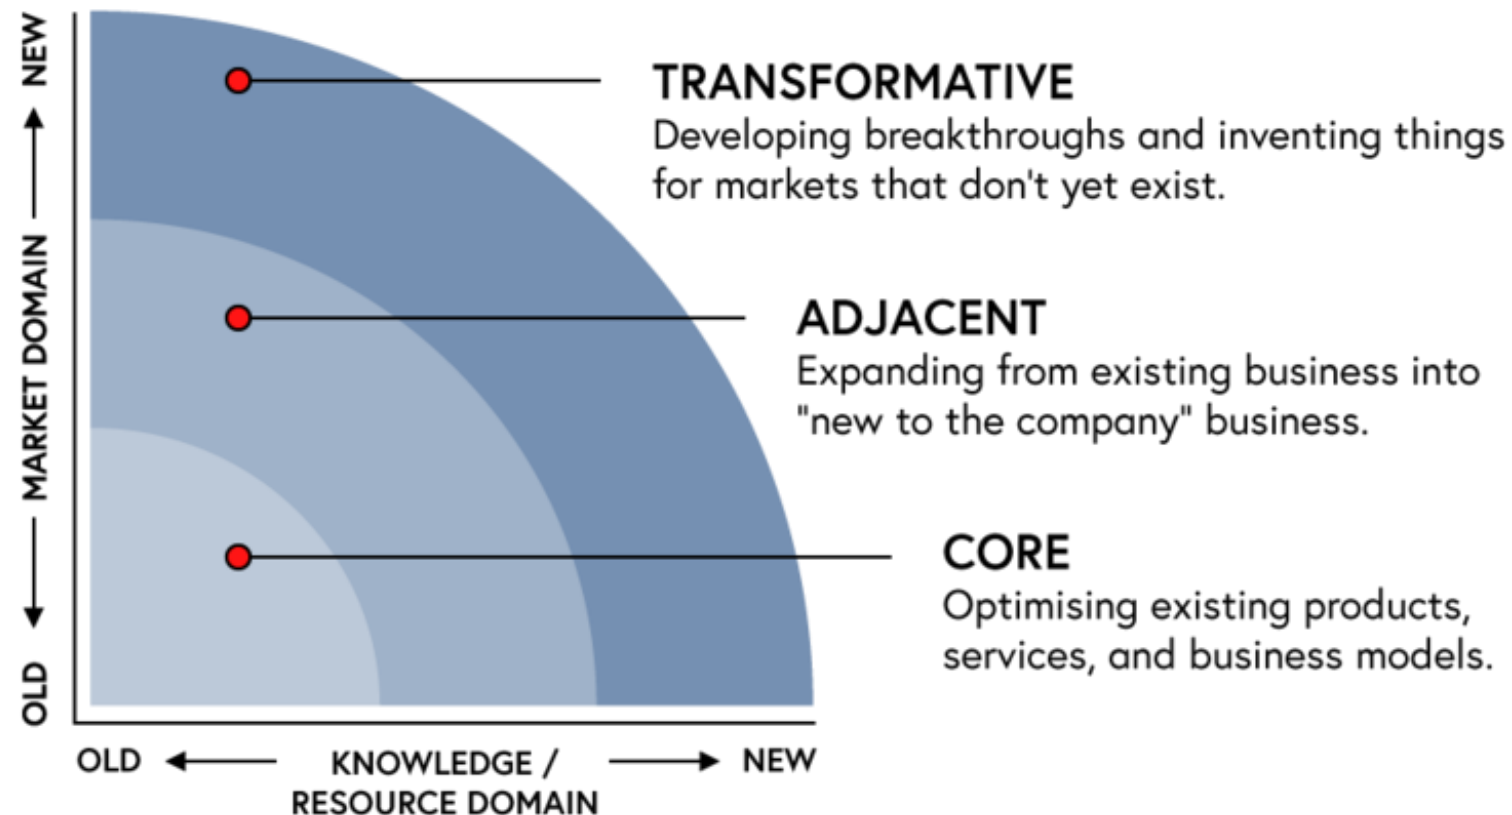 NEW
MARKET DOMAIN
OLD
TRANSFORMATIVE
Developing breakthroughs and inventing things
for markets that don't yet exist.
ADJACENT
Expanding from existing business into
"new to the company" business.
CORE
Optimising existing products,
services, and business models.
OLD
KNOWLEDGE /
RESOURCE DOMAIN
NEW